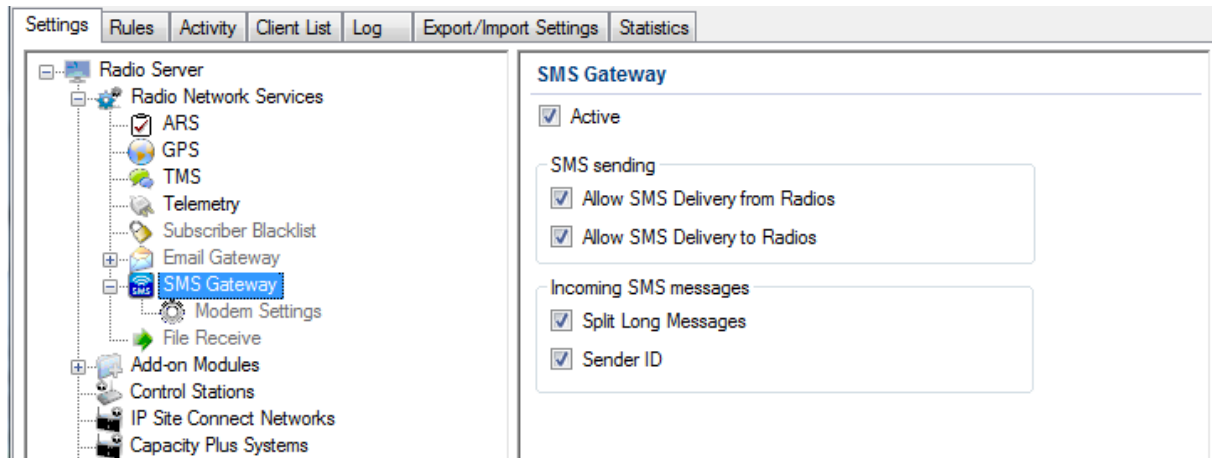 Settings Rules Activity Client List Log Export/Import Settings Statistics
Radio Server
Radio Network Services
ARS
GPS
TMS
Telemetry
Subscriber Blacklist
Email Gateway
SMS
SMS Gateway
Modem Settings
File Receive
Add-on Modules
Control Stations
IP Site Connect Networks
Capacity Plus Systems
SMS Gateway
Active
SMS sending
Allow SMS Delivery from Radios
Allow SMS Delivery to Radios
Incoming SMS messages
Split Long Messages
Sender ID